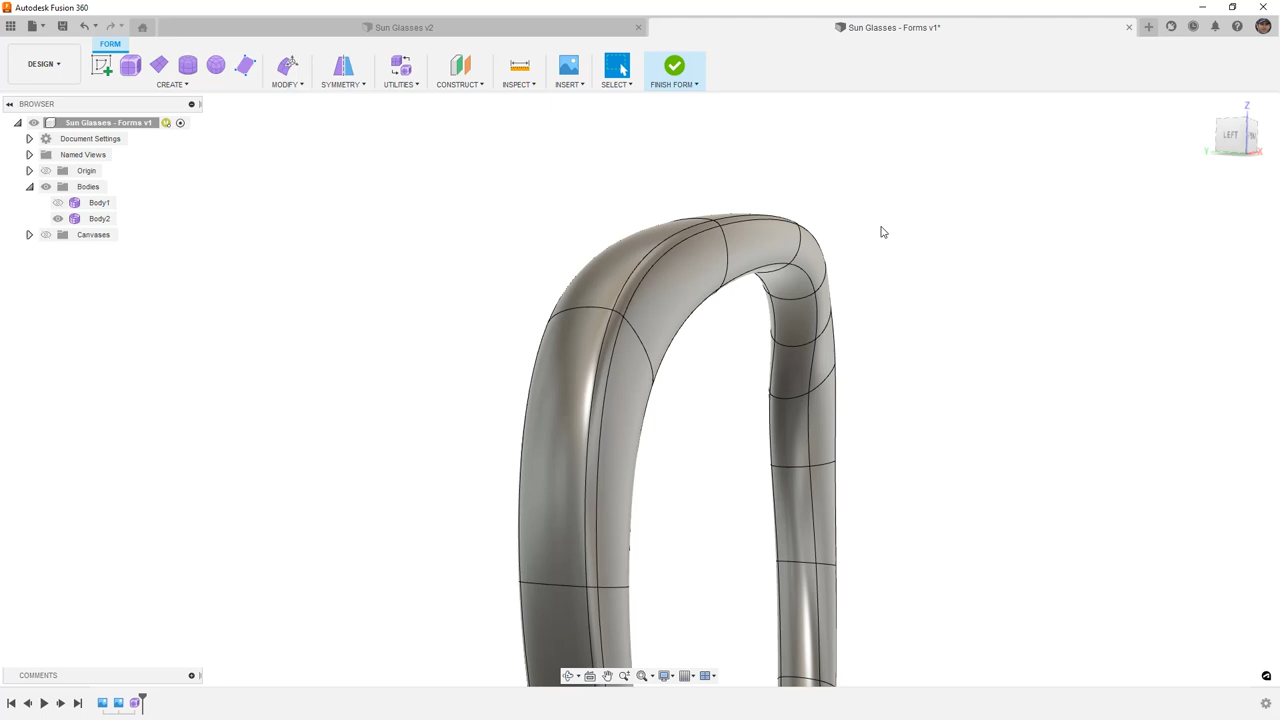 Autodesk Fusion 360
Sun Glasses v2
Sun Glasses - Forms v1*
FORM
DESIGN
CREATE
MODIFY
SYMMETRY
UTILITIES
CONSTRUCT
INSPECT
INSERT
SELECT
FINISH FORM
BROWSER
Sun Glasses - Forms v1
Document Settings
Named Views
Origin
Bodies
Body1
Body2
Canvases
Z
LEFT
Y
X
COMMENTS